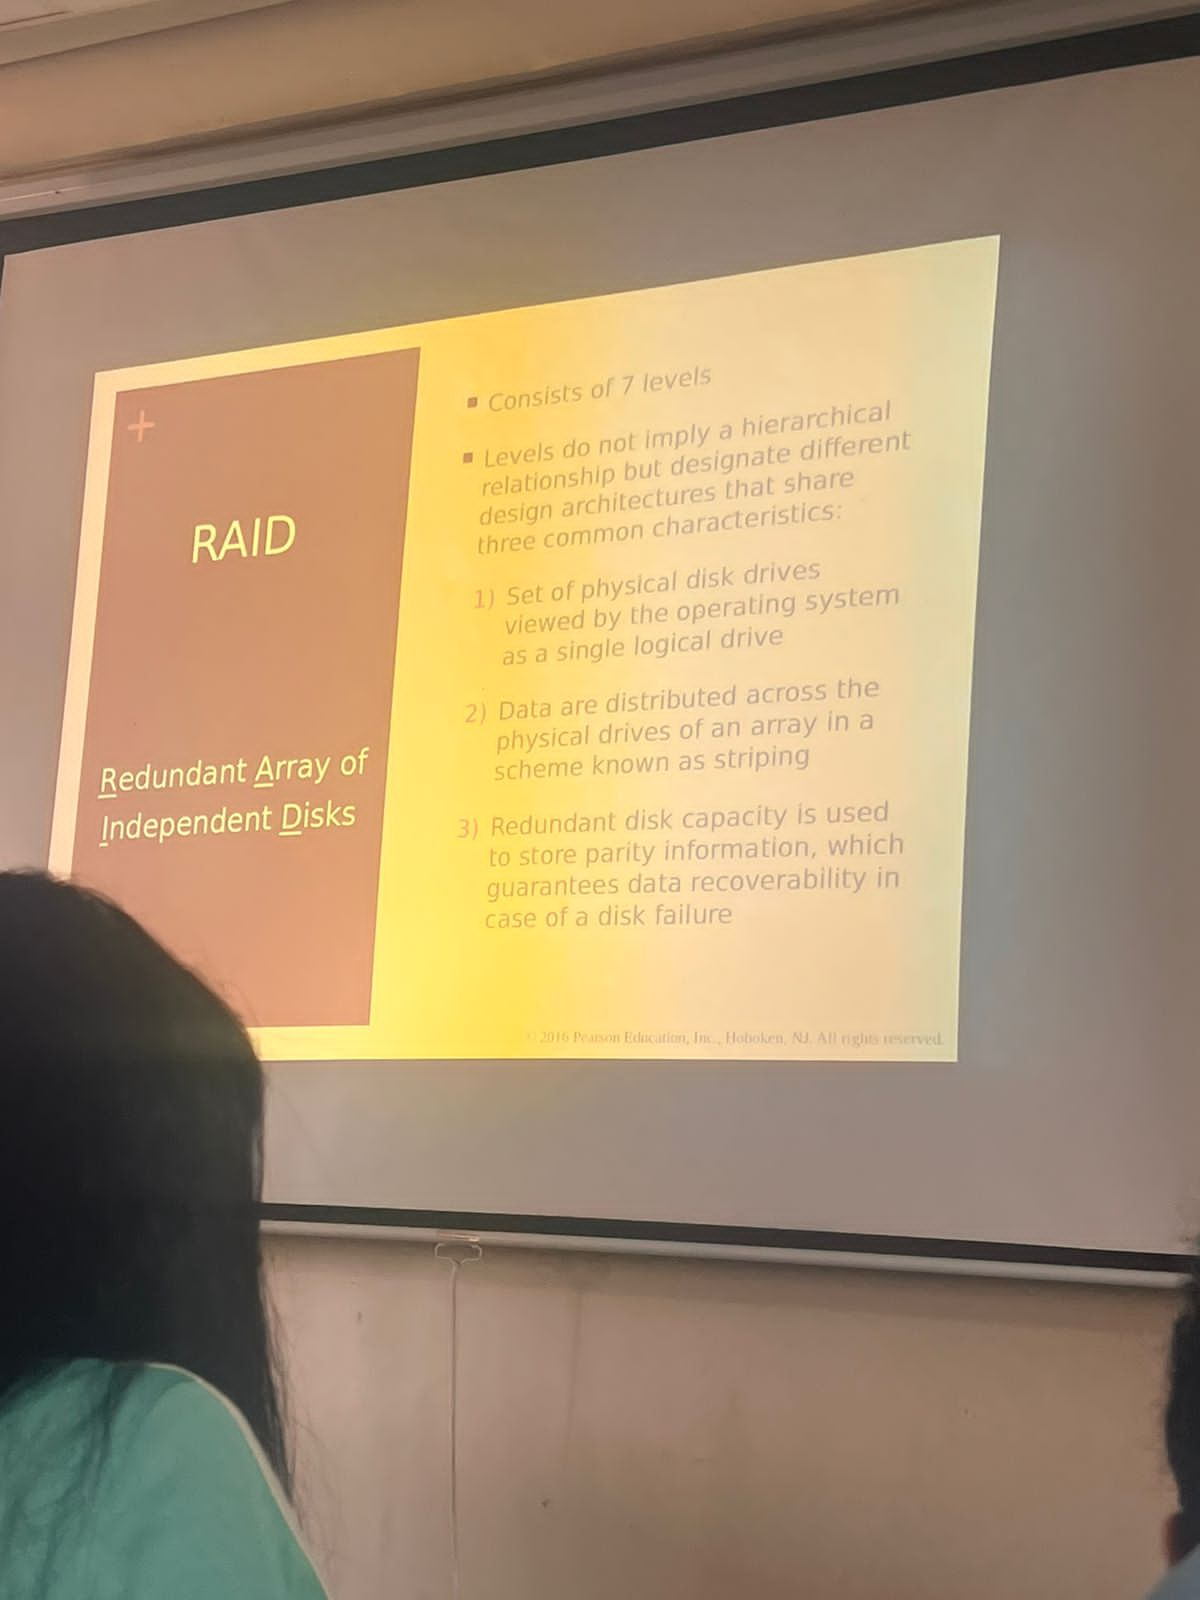 +
RAID
Redundant Array of
Independent Disks
▪ Consists of 7 levels
▪ Levels do not imply a hierarchical
relationship but designate different
design architectures that share
three common characteristics:
1) Set of physical disk drives
viewed by the operating system
as a single logical drive
2) Data are distributed across the
physical drives of an array in a
scheme known as striping
3) Redundant disk capacity is used
to store parity information, which
guarantees data recoverability in
case of a disk failure
© 2016 Pearson Education, Inc., Hoboken, NJ. All rights reserved.